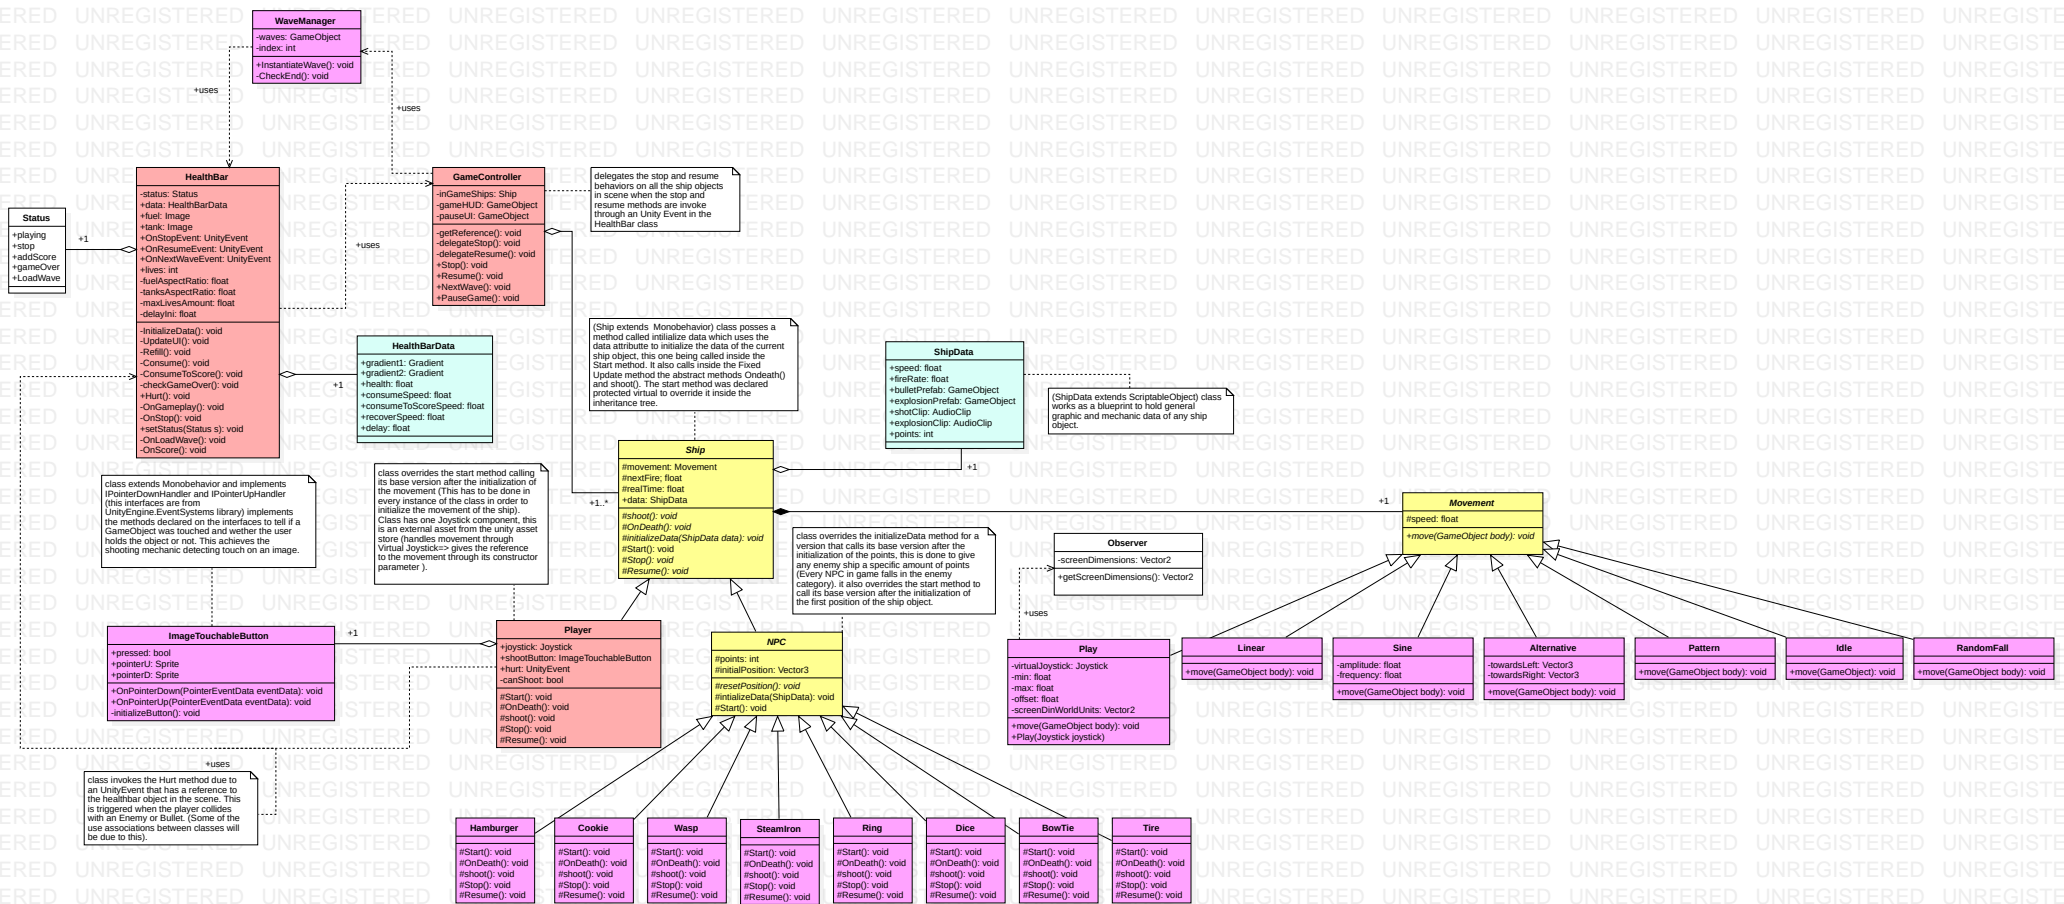 WaveManager
-waves: GameObject
-index: int
+InstantiateWave(): void
-CheckEnd(): void
+uses
+uses
HealthBar
-status: Status
+data: HealthBarData
+fuel: Image
+tank: Image
+OnStopEvent: UnityEvent
+OnResumeEvent: UnityEvent
+OnNextWaveEvent: UnityEvent
+lives: int
-fuelAspectRatio: float
-tanksAspectRatio: float
-maxLivesAmount: float
-delayIni: float
-InitializeData(): void
-UpdateUI(): void
-Refill(): void
-Consume(): void
-ConsumeToScore(): void
-checkGameOver(): void
+Hurt(): void
-OnGameplay(): void
-OnStop(): void
+setStatus(Status s): void
-OnLoadWave(): void
-OnScore(): void
GameController
-inGameShips: Ship
-gameHUD: GameObject
-pauseUI: GameObject
-getReference(): void
-delegateStop(): void
-delegateResume(): void
+Stop(): void
+Resume(): void
+NextWave(): void
+PauseGame(): void
delegates the stop and resume
behaviors on all the ship objects
in scene when the stop and
resume methods are invoke
through an Unity Event in the
HealthBar class
Status
+playing
+stop
+addScore
+gameOver
+LoadWave
+1
+uses
HealthBarData
+gradient1: Gradient
+gradient2: Gradient
+health: float
+consumeSpeed: float
+consumeToScoreSpeed: float
+recoverSpeed: float
+delay: float
+1
(Ship extends  Monobehavior) class posses a
method called intilialize data which uses the
data attributte to initialize the data of the current
ship object, this one being called inside the
Start method. It also calls inside the Fixed
Update method the abstract methods Ondeath()
and shoot(). The start method was declared
protected virtual to override it inside the
inheritance tree.
ShipData
+speed: float
+fireRate: float
+bulletPrefab: GameObject
+explosionPrefab: GameObject
+shotClip: AudioClip
+explosionClip: AudioClip
+points: int
(ShipData extends ScriptableObject) class
works as a blueprint to hold general
graphic and mechanic data of any ship
object.
+1
Ship
#movement: Movement
#nextFire; float
#realTime: float
+data: ShipData
#shoot(): void
#OnDeath(): void
#initializeData(ShipData data): void
#Start(): void
#Stop(): void
#Resume(): void
+1..*
+1
Movement
#speed: float
+move(GameObject body): void
class extends Monobehavior and implements
IPointerDownHandler and IPointerUpHandler
(this interfaces are from
UnityEngine.EventSystems library) implements
the methods declared on the interfaces to tell if a
GameObject was touched and wether the user
holds the object or not. This achieves the
shooting mechanic detecting touch on an image.
class overrides the start method calling
its base version after the initialization of
the movement (This has to be done in
every instance of the class in order to
initialize the movement of the ship).
Class has one Joystick component, this
is an external asset from the unity asset
store (handles movement through
Virtual Joystick=> gives the reference
to the movement through its constructor
parameter ).
class overrides the initializeData method for a
version that calls its base version after the
initialization of the points, this is done to give
any enemy ship a specific amount of points
(Every NPC in game falls in the enemy
category). it also overrides the start method to
call its base version after the initialization of
the first position of the ship object.
Observer
-screenDimensions: Vector2
+getScreenDimensions(): Vector2
+uses
ImageTouchableButton
+pressed: bool
+pointerU: Sprite
+pointerD: Sprite
+OnPointerDown(PointerEventData eventData): void
+OnPointerUp(PointerEventData eventData): void
-initializeButton(): void
+1
Player
+joystick: Joystick
+shootButton: ImageTouchableButton
+hurt: UnityEvent
-canShoot: bool
#Start(): void
#OnDeath(): void
#shoot(): void
#Stop(): void
#Resume(): void
NPC
#points: int
#initialPosition: Vector3
#resetPosition(): void
#intializeData(ShipData): void
#Start(): void
Play
-virtualJoystick: Joystick
-min: float
-max: float
-offset: float
-screenDinWorldUnits: Vector2
+move(GameObject body): void
+Play(Joystick joystick)
Linear
+move(GameObject body): void
Sine
-amplitude: float
-frequency: float
+move(GameObject body): void
Alternative
-towardsLeft: Vector3
-towardsRight: Vector3
+move(GameObject body): void
Pattern
+move(GameObject body): void
Idle
+move(GameObject): void
RandomFall
+move(GameObject body): void
+uses
class invokes the Hurt method due to
an UnityEvent that has a reference to
the healthbar object in the scene. This
is triggered when the player collides
with an Enemy or Bullet. (Some of the
use associations between classes will
be due to this).
Hamburger
#Start(): void
#OnDeath(): void
#shoot(): void
#Stop(): void
#Resume(): void
Cookie
#Start(): void
#OnDeath(): void
#shoot(): void
#Stop(): void
#Resume(): void
Wasp
#Start(): void
#OnDeath(): void
#shoot(): void
#Stop(): void
#Resume(): void
SteamIron
#Start(): void
#OnDeath(): void
#shoot(): void
#Stop(): void
#Resume(): void
Ring
#Start(): void
#OnDeath(): void
#shoot(): void
#Stop(): void
#Resume(): void
Dice
#Start(): void
#OnDeath(): void
#shoot(): void
#Stop(): void
#Resume(): void
BowTie
#Start(): void
#OnDeath(): void
#shoot(): void
#Stop(): void
#Resume(): void
Tire
#Start(): void
#OnDeath(): void
#shoot(): void
#Stop(): void
#Resume(): void
UNREGISTERED